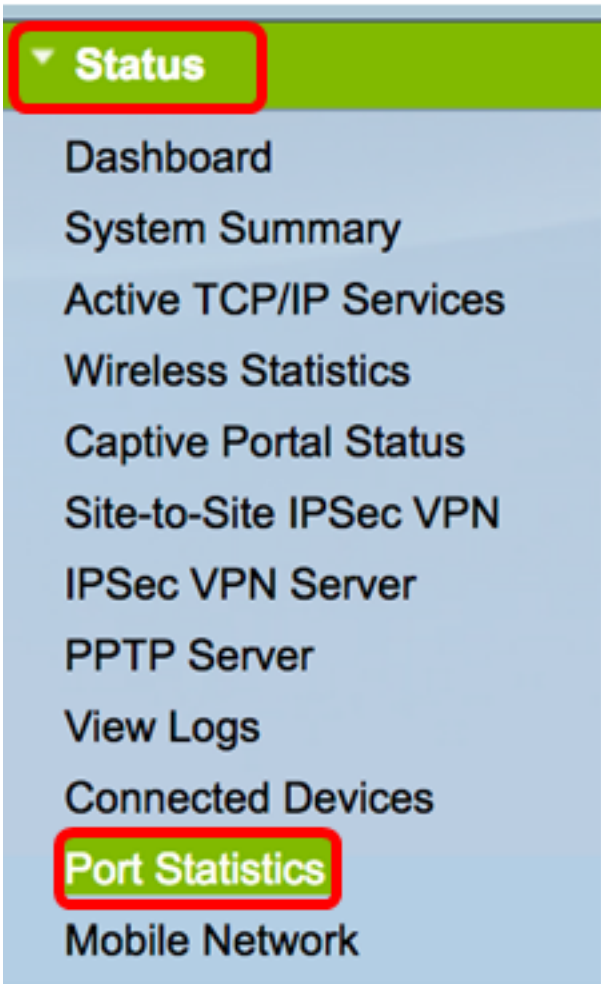 Status
Dashboard
System Summary
Active TCP/IP Services
Wireless Statistics
Captive Portal Status
Site-to-Site IPSec VPN
IPSec VPN Server
PPTP Server
View Logs
Connected Devices
Port Statistics
Mobile Network